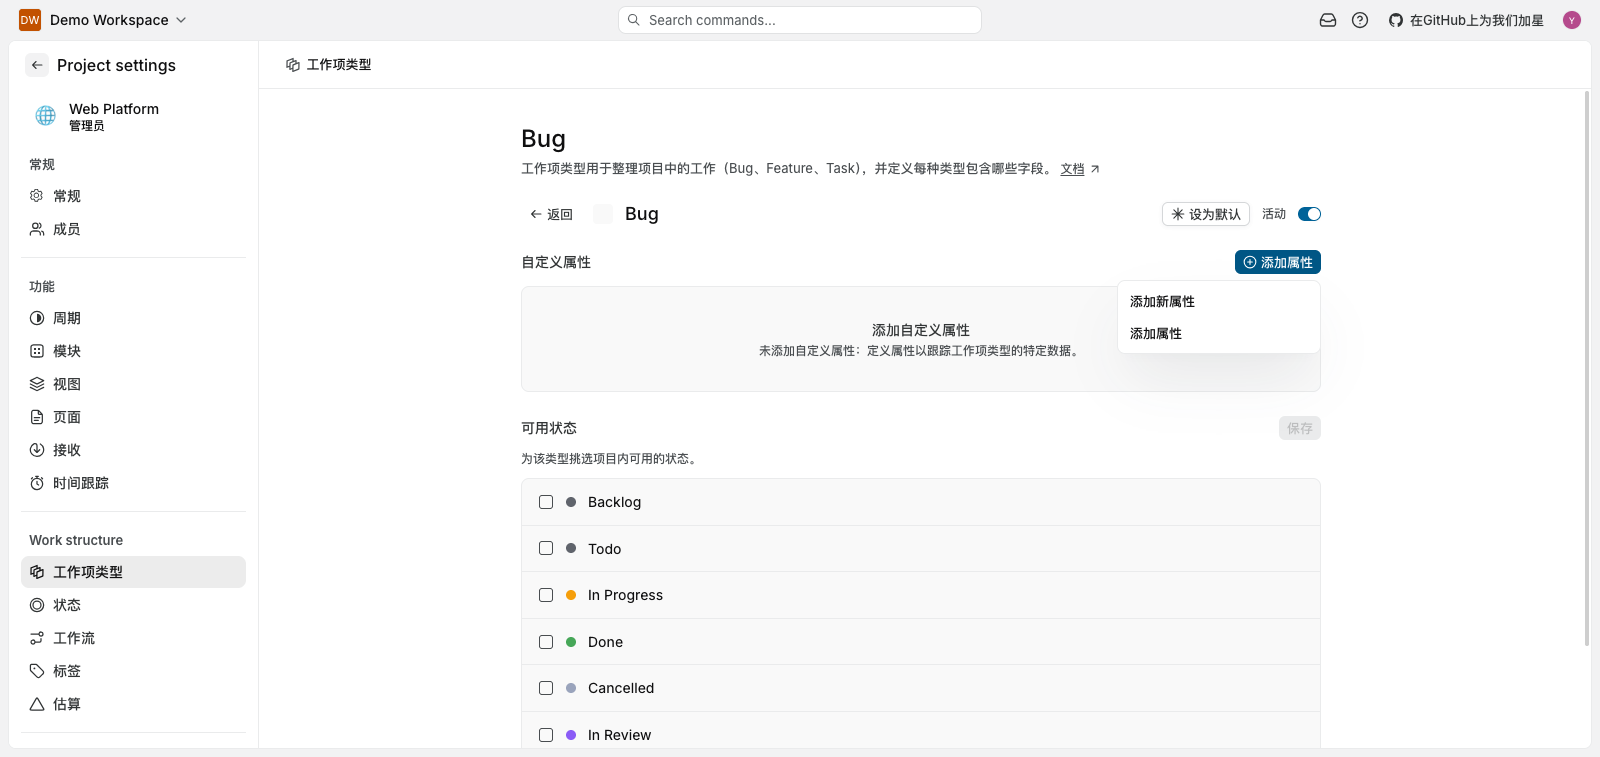 DW Demo Workspace
Search commands...
在GitHub上为我们加星
Y
Project settings
Web Platform
管理员
常规
常规
成员
功能
周期
模块
视图
页面
接收
时间跟踪
Work structure
工作项类型
状态
工作流
标签
估算
工作项类型
Bug
工作项类型用于整理项目中的工作（Bug、Feature、Task），并定义每种类型包含哪些字段。 文档
返回
Bug
设为默认
活动
自定义属性
添加属性
添加新属性
添加属性
添加自定义属性
未添加自定义属性：定义属性以跟踪工作项类型的特定数据。
可用状态
保存
为该类型挑选项目内可用的状态。
Backlog
Todo
In Progress
Done
Cancelled
In Review